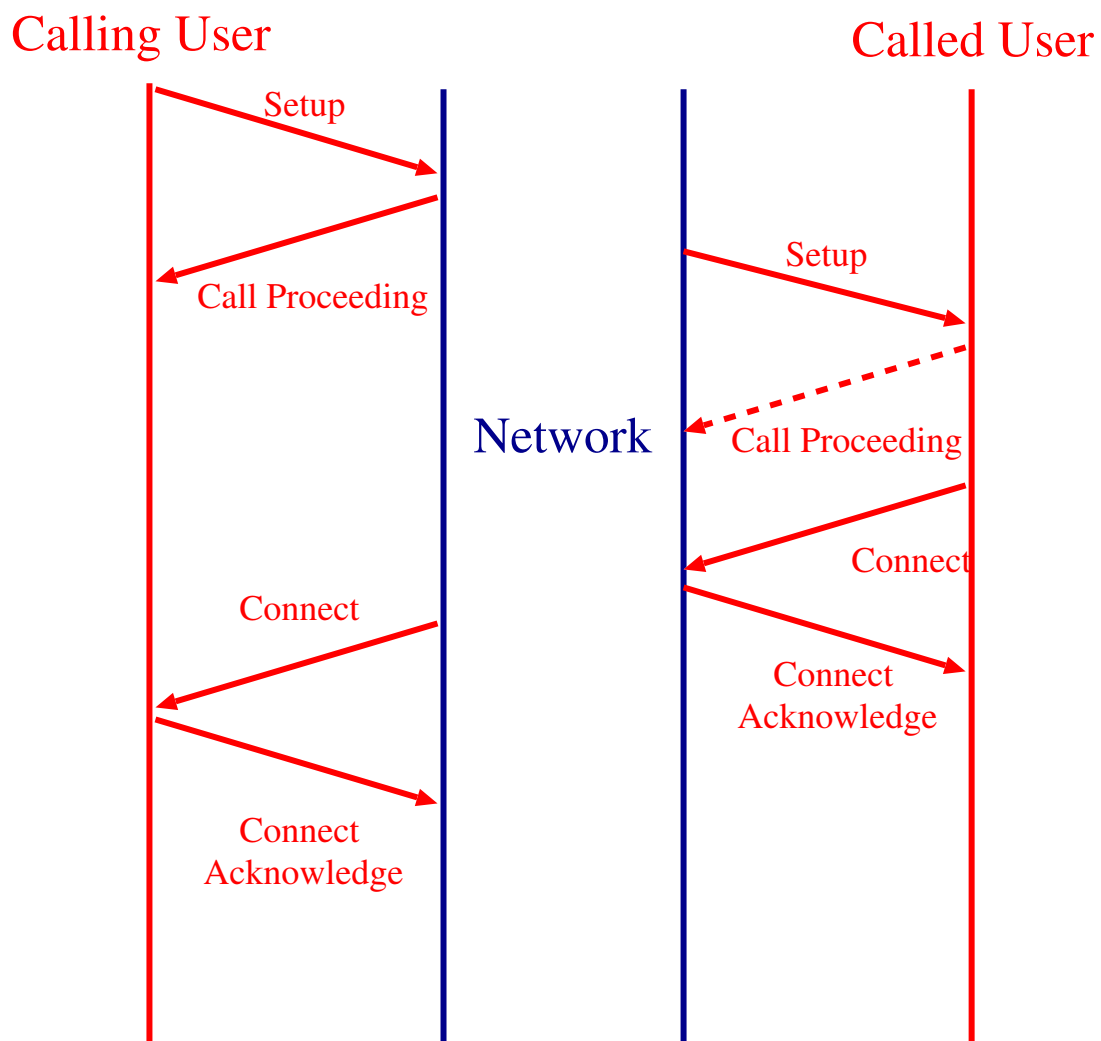 Calling User
Called User
Setup
Setup
Call Proceeding
Network
Call Proceeding
Connect
Connect
Connect
Acknowledge
Connect
Acknowledge